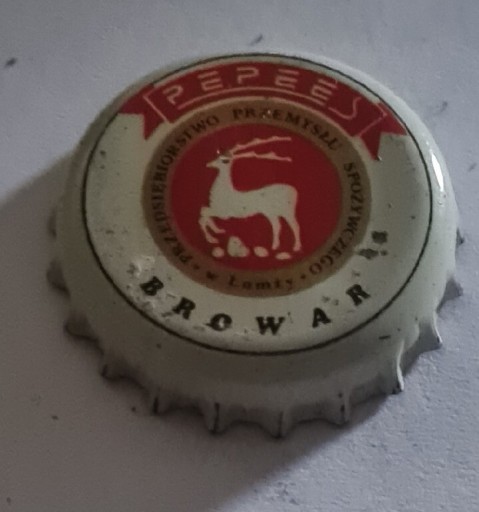 PEPEES
PRZEDSIĘBIORSTWO PRZEMYSŁU SPOŻYWCZEGO
w Łomży
BROWAR